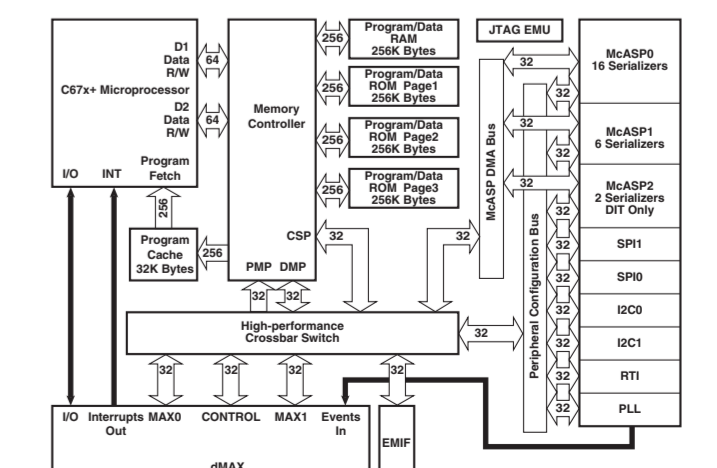 D1
Data
R/W
64
C67x+ Microprocessor
D2
Data
R/W
64
I/O INT
Program
Fetch
256
Program
Cache
32K Bytes
256
Memory
Controller
CSP
32
PMP DMP
32
32
256
Program/Data
RAM
256K Bytes
256
Program/Data
ROM Page1
256K Bytes
256
Program/Data
ROM Page2
256K Bytes
256
Program/Data
ROM Page3
256K Bytes
JTAG EMU
McASP DMA Bus
32
Peripheral Configuration Bus
32
32
32
McASP0
16 Serializers
32
32
McASP1
6 Serializers
32
32
McASP2
2 Serializers
DIT Only
32
SPI1
32
SPI0
32
I2C0
32
I2C1
32
RTI
32
PLL
32
High-performance
Crossbar Switch
32
32
32
32
I/O Interrupts
Out
MAX0 CONTROL MAX1 Events
In
EMIF
dMAX